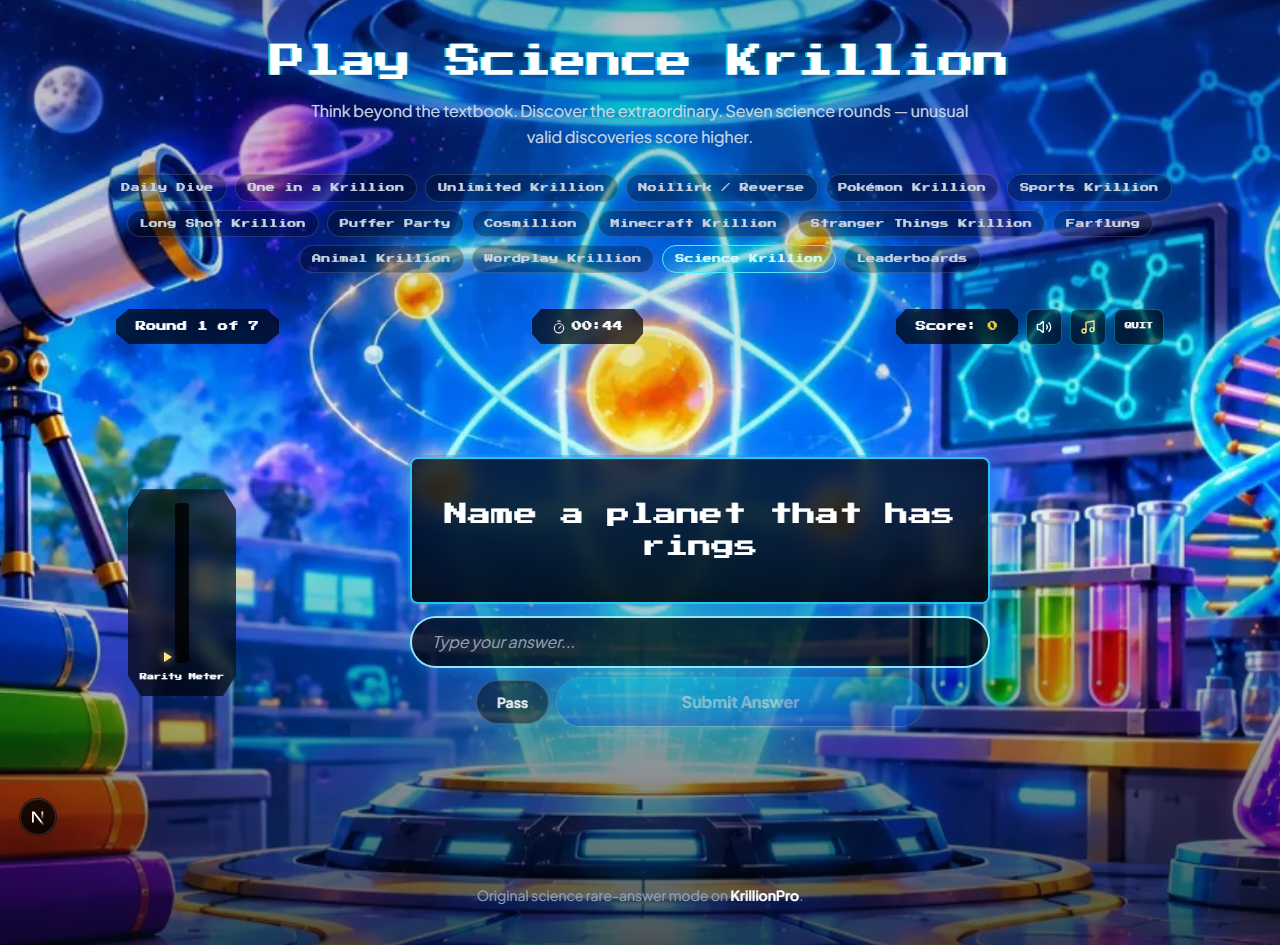 Play Science Krillion
Think beyond the textbook. Discover the extraordinary. Seven science rounds — unusual
valid discoveries score higher.
Daily Dive One in a Krillion Unlimited Krillion Noillirk / Reverse Pokémon Krillion Sports Krillion
Long Shot Krillion Puffer Party Cosmillion Minecraft Krillion Stranger Things Krillion Farflung
Animal Krillion Wordplay Krillion Science Krillion Leaderboards
Round 1 of 7 00:44 Score: 0 QUIT
Name a planet that has
rings
Type your answer...
Rarity Meter
Pass Submit Answer
N
Original science rare-answer mode on KrillionPro.